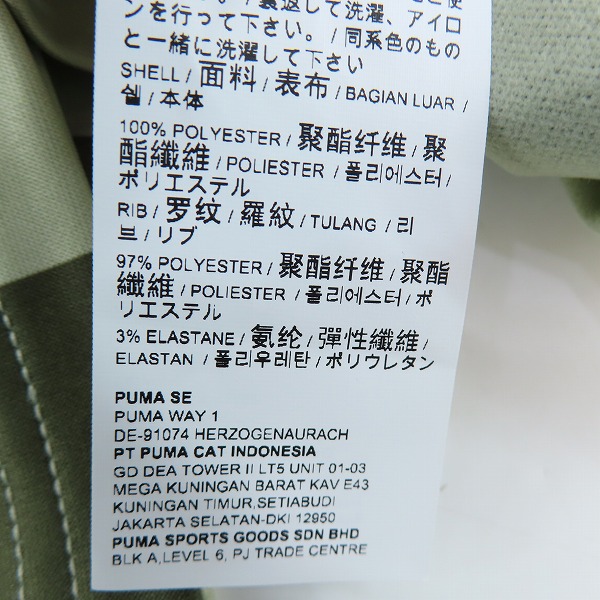 /裏返して洗濯、アイロ
ンを行って下さい。/同系色のもの
と一緒に洗濯して下さい
SHELL / 面料 / 表布 / BAGIAN LUAR /
쉘 / 本体
100% POLYESTER / 聚酯纤维 / 聚
酯纖維 / POLIESTER / 폴리에스터 /
ポリエステル
RIB / 罗纹 / 羅紋 / TULANG / 리
브 / リブ
97% POLYESTER / 聚酯纤维 / 聚酯
纖維 / POLIESTER / 폴리에스터 / ポ
リエステル
3% ELASTANE / 氨纶 / 彈性纖維 /
ELASTAN / 폴리우레탄 / ポリウレタン
PUMA SE
PUMA WAY 1
DE-91074 HERZOGENAURACH
PT PUMA CAT INDONESIA
GD DEA TOWER II LT5 UNIT 01-03
MEGA KUNINGAN BARAT KAV E43
KUNINGAN TIMUR,SETIABUDI
JAKARTA SELATAN-DKI 12950
PUMA SPORTS GOODS SDN BHD
BLK A,LEVEL 6, PJ TRADE CENTRE